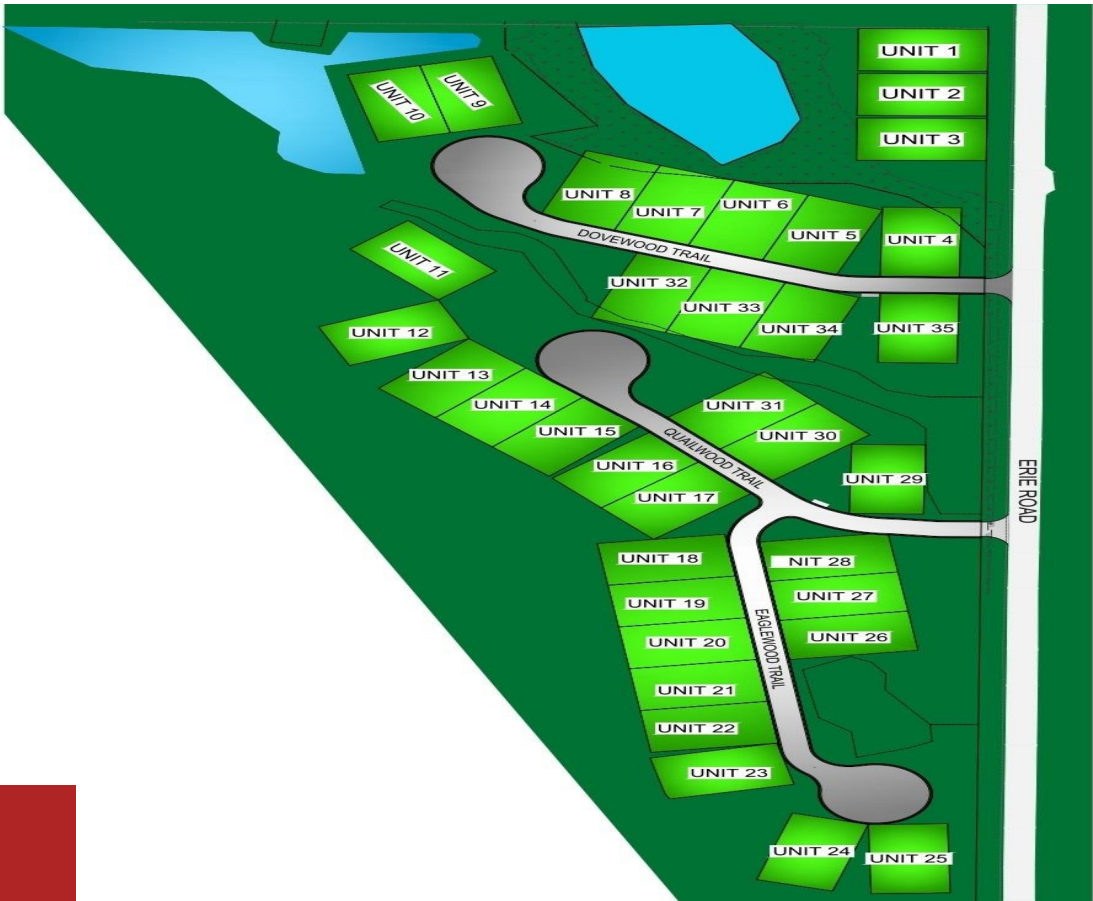 UNIT 1
UNIT 2
UNIT 3
UNIT 9
UNIT 10
UNIT 8
UNIT 7
UNIT 6
UNIT 5
UNIT 4
DOVEWOOD TRAIL
UNIT 11
UNIT 32
UNIT 33
UNIT 34
UNIT 35
UNIT 12
UNIT 13
UNIT 14
UNIT 15
UNIT 16
UNIT 17
QUAILWOOD TRAIL
UNIT 31
UNIT 30
UNIT 29
ERIE ROAD
UNIT 18
UNIT 19
UNIT 20
UNIT 21
UNIT 22
UNIT 23
EAGLEWOOD TRAIL
NIT 28
UNIT 27
UNIT 26
UNIT 24
UNIT 25